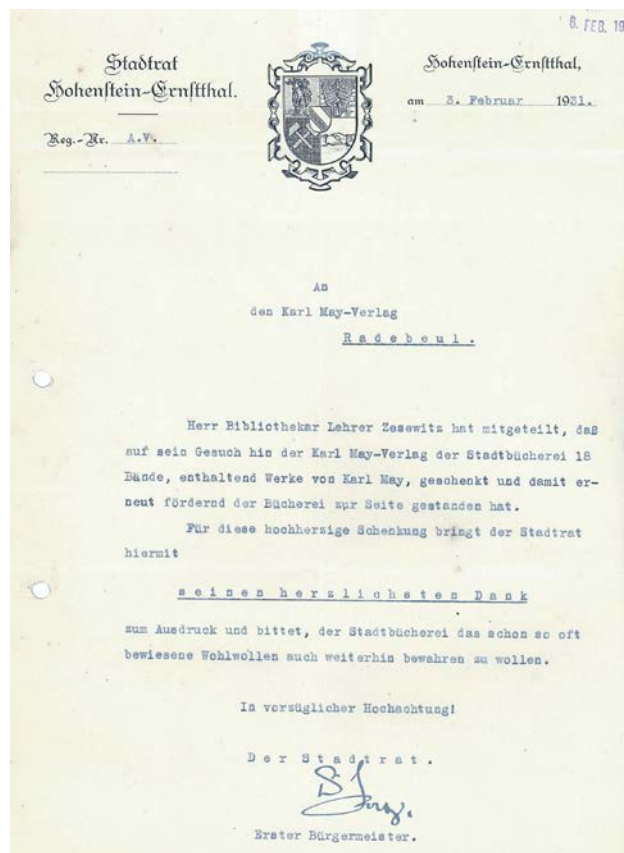 6. FEB. 19
Stadtrat
Hohenstein-Ernstthal.
Reg.-Nr. A.V.
Hohenstein-Ernstthal,
am 3. Februar 1931.
An
den Karl May-Verlag
Radebeul.
Herr Bibliothekar Lehrer Zesewitz hat mitgeteilt, daß
auf sein Gesuch hin der Karl May-Verlag der Stadtbücherei 18
Bände, enthaltend Werke von Karl May, geschenkt und damit er-
neut fördernd der Bücherei zur Seite gestanden hat.
Für diese hochherzige Schenkung bringt der Stadtrat
hiermit
seinen herzlichsten Dank
zum Ausdruck und bittet, der Stadtbücherei das schon so oft
bewiesene Wohlwollen auch weiterhin bewahren zu wollen.
In vorzüglicher Hochachtung!
Der Stadtrat.
Erster Bürgermeister.